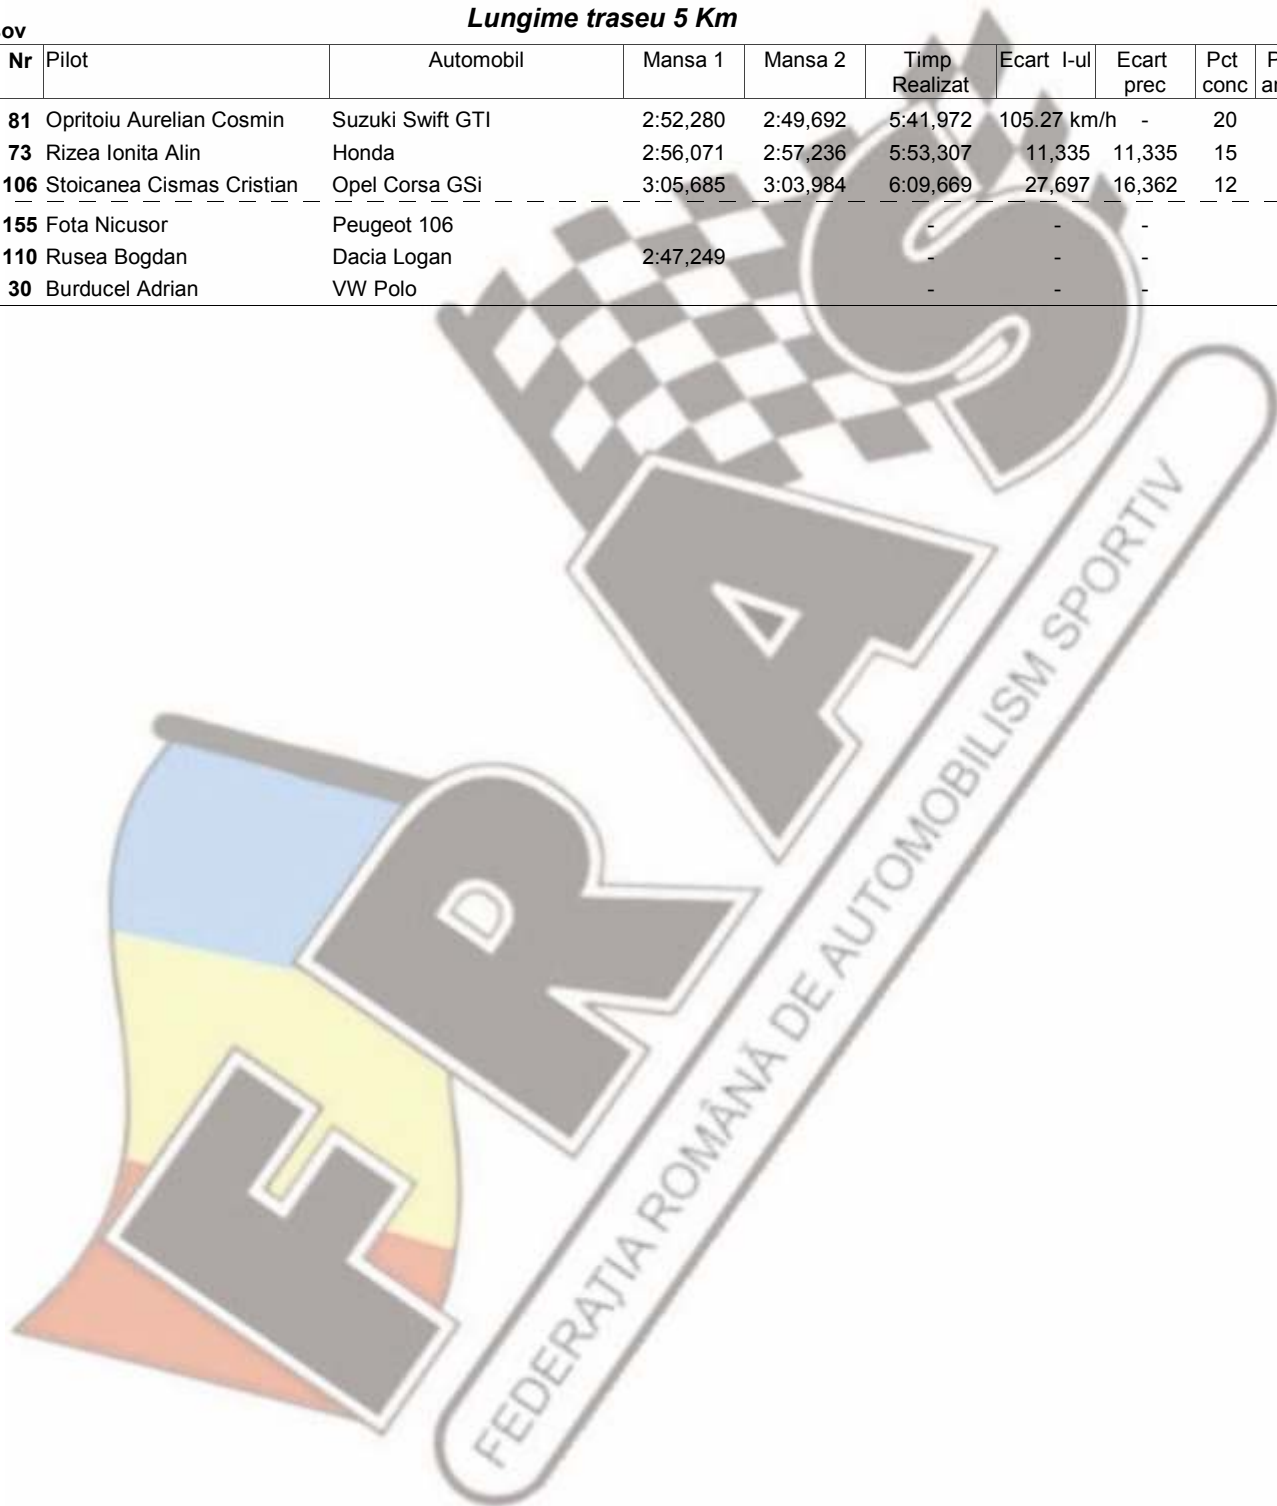 Lungime traseu 5 Km
ov
Nr Pilot Automobil Mansa 1 Mansa 2 Timp Realizat Ecart I-ul Ecart prec Pct conc
81 Opritoiu Aurelian Cosmin Suzuki Swift GTI 2:52,280 2:49,692 5:41,972 105.27 km/h - 20
73 Rizea Ionita Alin Honda 2:56,071 2:57,236 5:53,307 11,335 11,335 15
106 Stoicanea Cismas Cristian Opel Corsa GSi 3:05,685 3:03,984 6:09,669 27,697 16,362 12
155 Fota Nicusor Peugeot 106 - - -
110 Rusea Bogdan Dacia Logan 2:47,249 - - -
30 Burducel Adrian VW Polo - - -
FRAS
FEDERAŢIA ROMÂNĂ DE AUTOMOBILISM SPORTIV